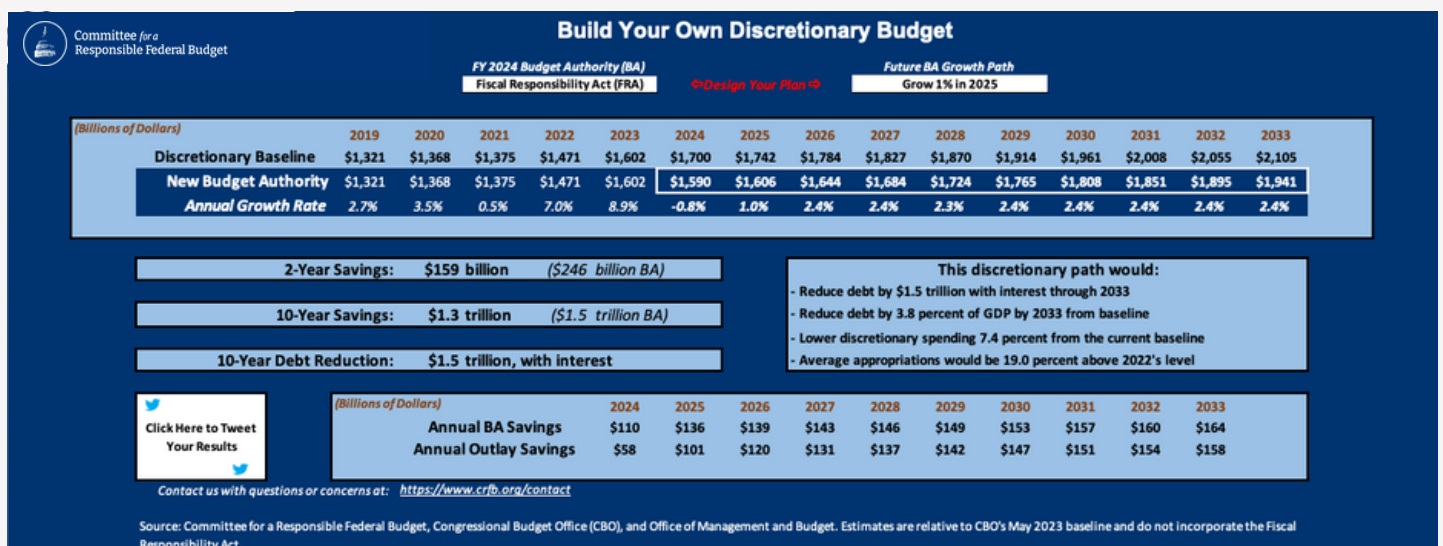 Committee for a
Responsible Federal Budget
Build Your Own Discretionary Budget
FY 2024 Budget Authority (BA)
Future BA Growth Path
Fiscal Responsibility Act (FRA)
⇦Design Your Plan⇨
Grow 1% in 2025
(Billions of Dollars)
2019 2020 2021 2022 2023 2024 2025 2026 2027 2028 2029 2030 2031 2032 2033
Discretionary Baseline $1,321 $1,368 $1,375 $1,471 $1,602 $1,700 $1,742 $1,784 $1,827 $1,870 $1,914 $1,961 $2,008 $2,055 $2,105
New Budget Authority $1,321 $1,368 $1,375 $1,471 $1,602 $1,590 $1,606 $1,644 $1,684 $1,724 $1,765 $1,808 $1,851 $1,895 $1,941
Annual Growth Rate 2.7% 3.5% 0.5% 7.0% 8.9% -0.8% 1.0% 2.4% 2.4% 2.3% 2.4% 2.4% 2.4% 2.4% 2.4%
2-Year Savings: $159 billion ($246 billion BA)
10-Year Savings: $1.3 trillion ($1.5 trillion BA)
10-Year Debt Reduction: $1.5 trillion, with interest
This discretionary path would:
- Reduce debt by $1.5 trillion with interest through 2033
- Reduce debt by 3.8 percent of GDP by 2033 from baseline
- Lower discretionary spending 7.4 percent from the current baseline
- Average appropriations would be 19.0 percent above 2022's level
Click Here to Tweet
Your Results
(Billions of Dollars)
2024 2025 2026 2027 2028 2029 2030 2031 2032 2033
Annual BA Savings $110 $136 $139 $143 $146 $149 $153 $157 $160 $164
Annual Outlay Savings $58 $101 $120 $131 $137 $142 $147 $151 $154 $158
Contact us with questions or concerns at: https://www.crfb.org/contact
Source: Committee for a Responsible Federal Budget, Congressional Budget Office (CBO), and Office of Management and Budget. Estimates are relative to CBO's May 2023 baseline and do not incorporate the Fiscal
Responsibility Act